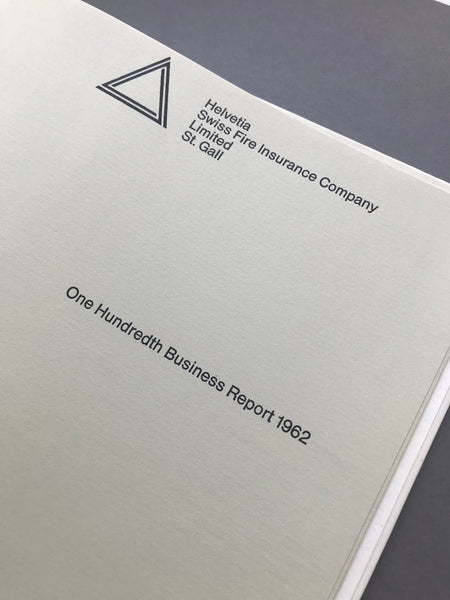 Helvetia
Swiss Fire Insurance Company
Limited
St. Gall
One Hundredth Business Report 1962